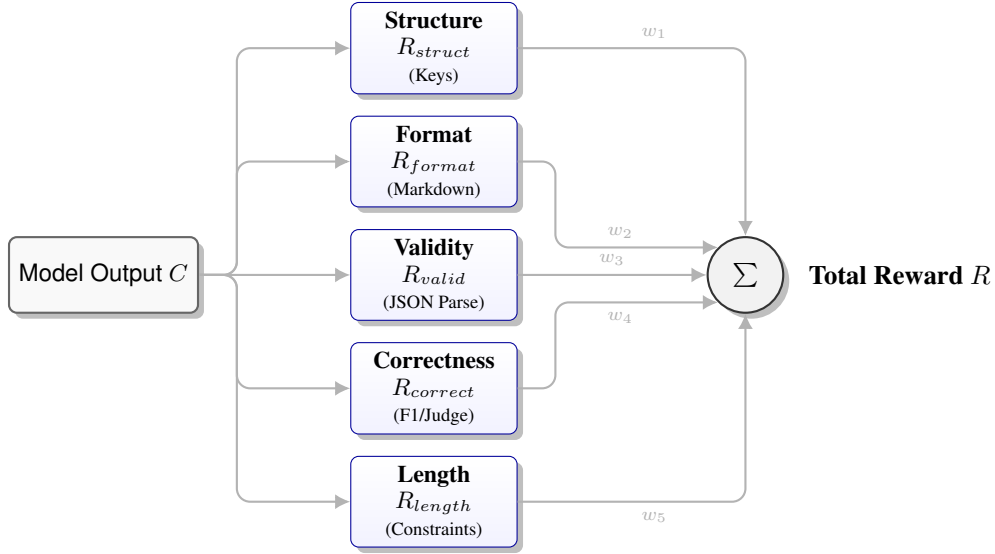 Structure
R_struct
(Keys)
w₁
Format
R_format
(Markdown)
w₂
Model Output C
Validity
R_valid
(JSON Parse)
w₃
Σ
Total Reward R
Correctness
R_correct
(F1/Judge)
w₄
Length
R_length
(Constraints)
w₅